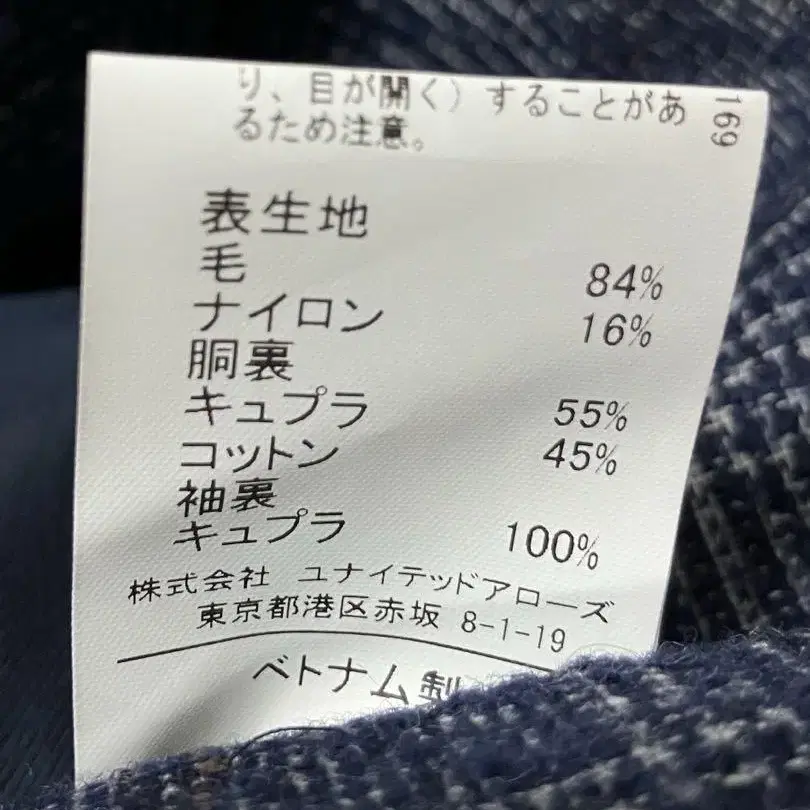 り、目が開く）することがあ
るため注意。
169
表生地
毛 84%
ナイロン 16%
胴裏
キュプラ 55%
コットン 45%
袖裏
キュプラ 100%
株式会社 ユナイテッドアローズ
東京都港区赤坂 8-1-19
ベトナム製